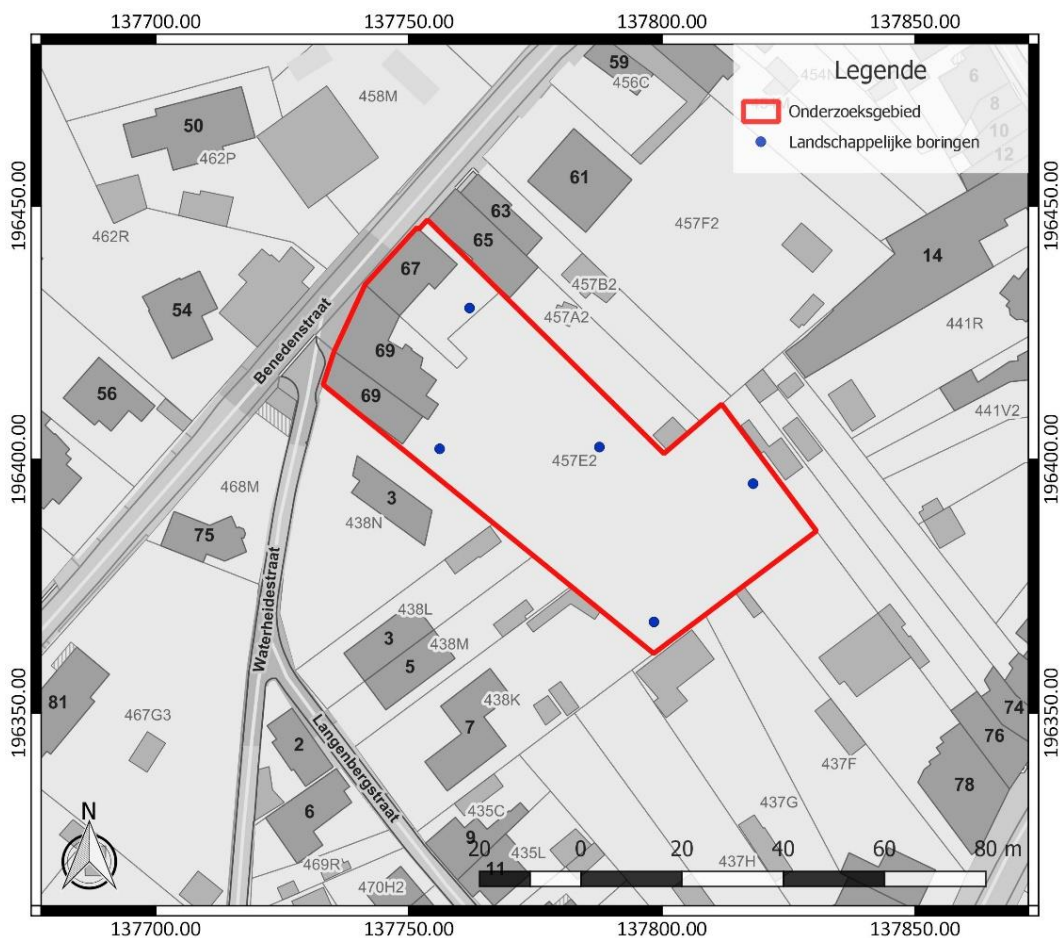 137700.00 137750.00 137800.00 137850.00
Legende
Onderzoeksgebied
Landschappelijke boringen
59
456C
6
8
10
12
458M
50
462P
61
457F2
63
65
462R
196450.00 196450.00
14
67
457B2
457A2
54
441R
Benedenstraat
69
56
69
441V2
457E2
196400.00 196400.00
468M
3
438N
75
Waterheidestraat
438L
3
438M
5
81
467G3
438K
7
74
76
196350.00 196350.00
2
Langenbergstraat
437F
78
437G
6
435C
N
9
435L
11
469R
470H2
437H
20 0 20 40 60 80 m
137700.00 137750.00 137800.00 137850.00